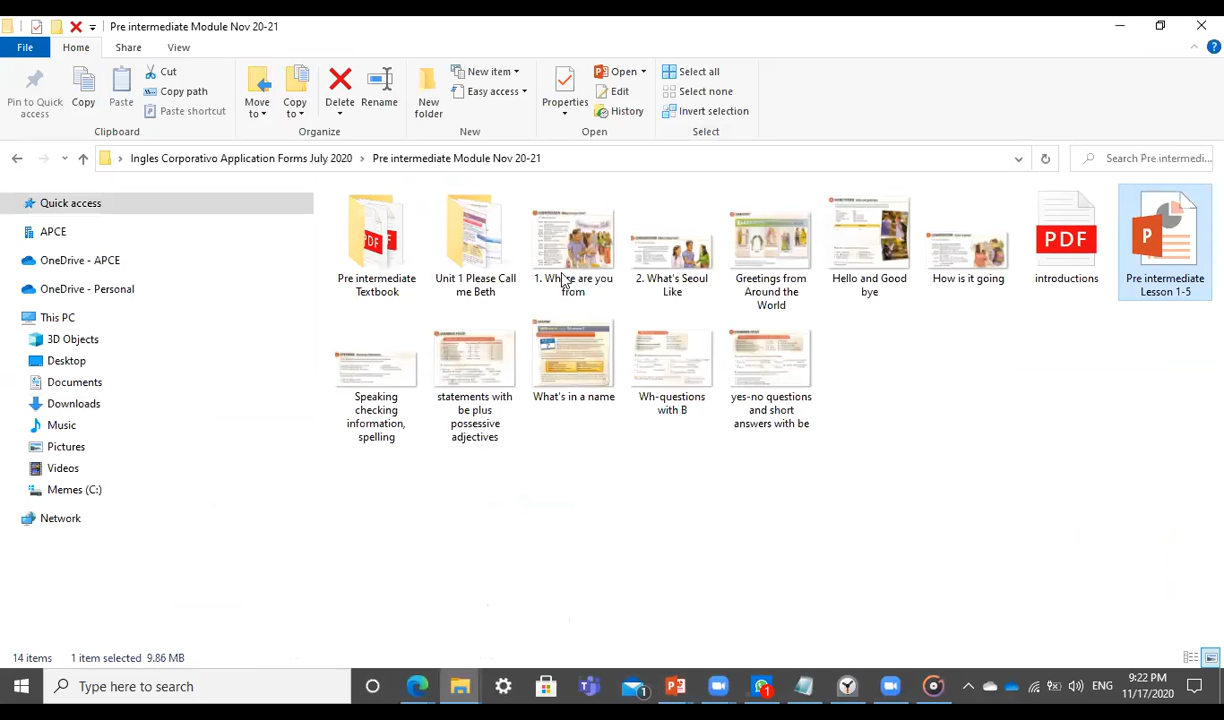 Pre intermediate Module Nov 20-21
File Home Share View
Pin to Quick access
Copy
Paste
Cut
Copy path
Paste shortcut
Clipboard
Move to
Copy to
Delete
Rename
Organize
New folder
New item
Easy access
New
Properties
Open
Edit
History
Open
Select all
Select none
Invert selection
Select
Ingles Corporativo Application Forms July 2020 > Pre intermediate Module Nov 20-21
Search Pre intermedi...
Quick access
APCE
OneDrive - APCE
OneDrive - Personal
This PC
3D Objects
Desktop
Documents
Downloads
Music
Pictures
Videos
Memes (C:)
Network
PDF
Pre intermediate
Textbook
Unit 1 Please Call
me Beth
1. Where are you
from
2. What's Seoul
Like
Greetings from
Around the
World
Hello and Good
bye
How is it going
PDF
introductions
P
Pre intermediate
Lesson 1-5
Speaking
checking
information,
spelling
statements with
be plus
possessive
adjectives
What's in a name
Wh-questions
with B
yes-no questions
and short
answers with be
14 items 1 item selected 9.86 MB
Type here to search
1
1
ENG
9:22 PM
11/17/2020